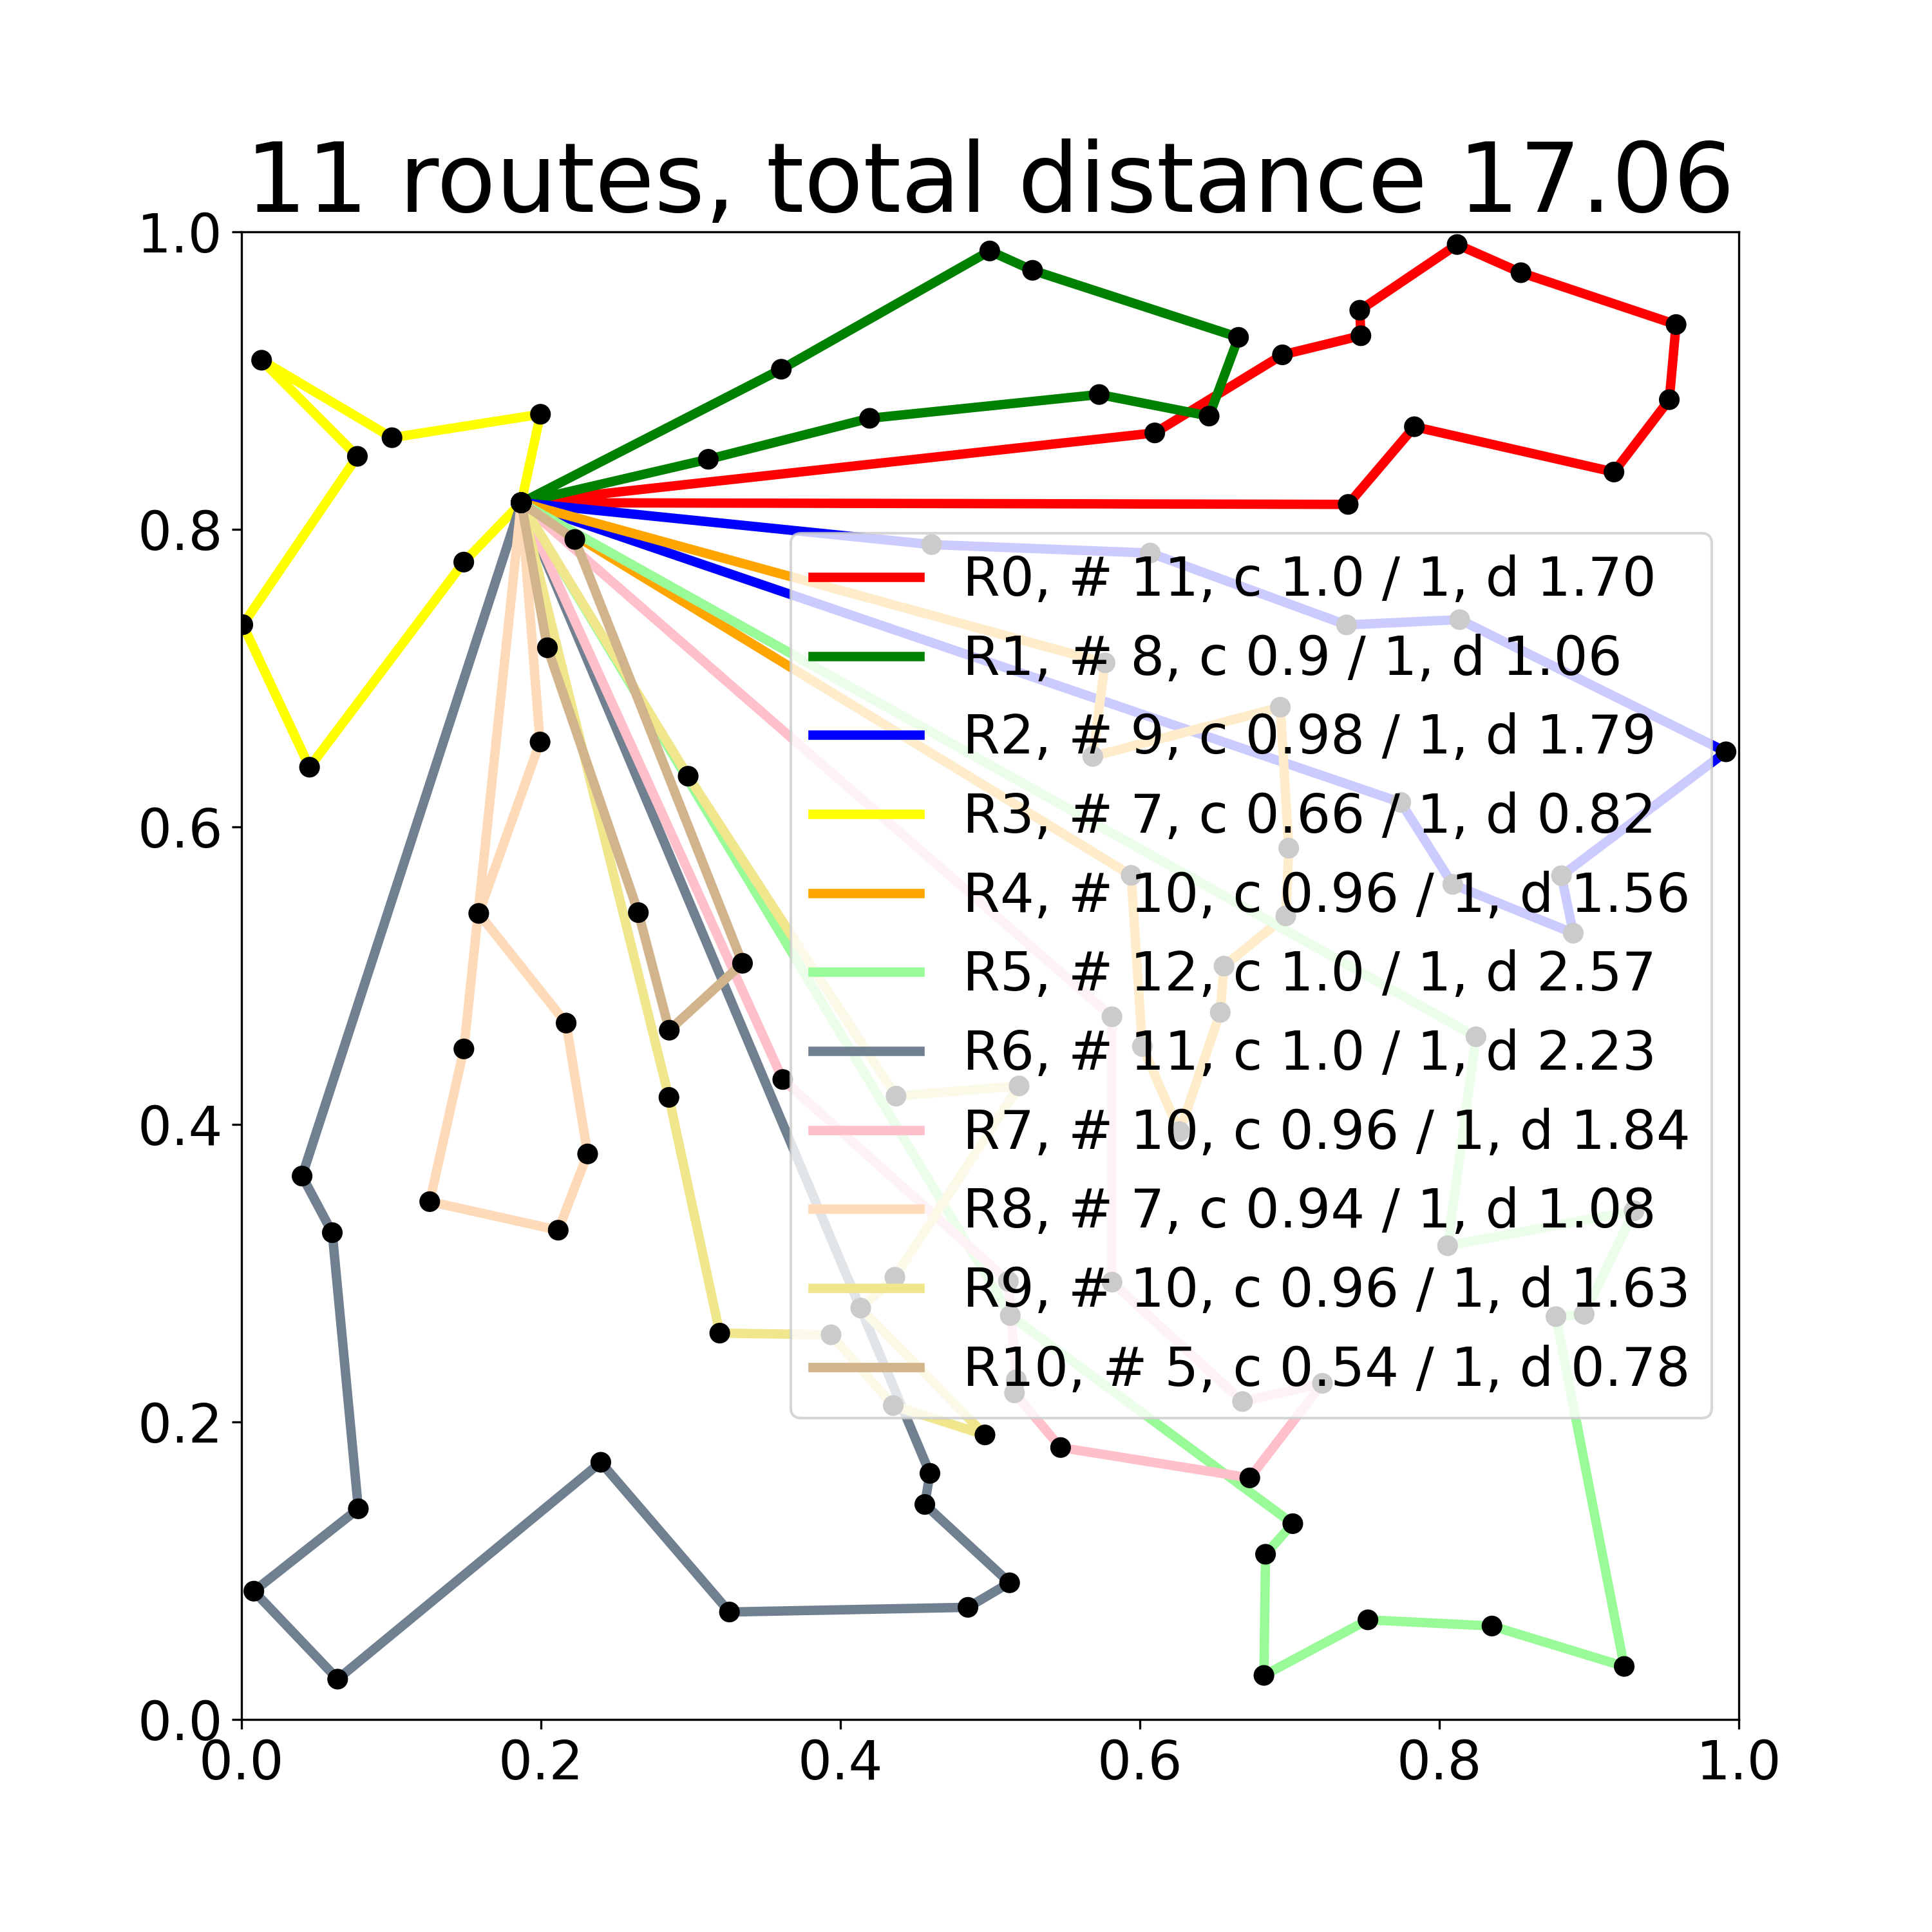 11 routes, total distance 17.06
1.0
0.8
0.6
0.4
0.2
0.0
R0, # 11, c 1.0 / 1, d 1.70
R1, # 8, c 0.9 / 1, d 1.06
R2, # 9, c 0.98 / 1, d 1.79
R3, # 7, c 0.66 / 1, d 0.82
R4, # 10, c 0.96 / 1, d 1.56
R5, # 12, c 1.0 / 1, d 2.57
R6, # 11, c 1.0 / 1, d 2.23
R7, # 10, c 0.96 / 1, d 1.84
R8, # 7, c 0.94 / 1, d 1.08
R9, # 10, c 0.96 / 1, d 1.63
R10, # 5, c 0.54 / 1, d 0.78
0.0 0.2 0.4 0.6 0.8 1.0